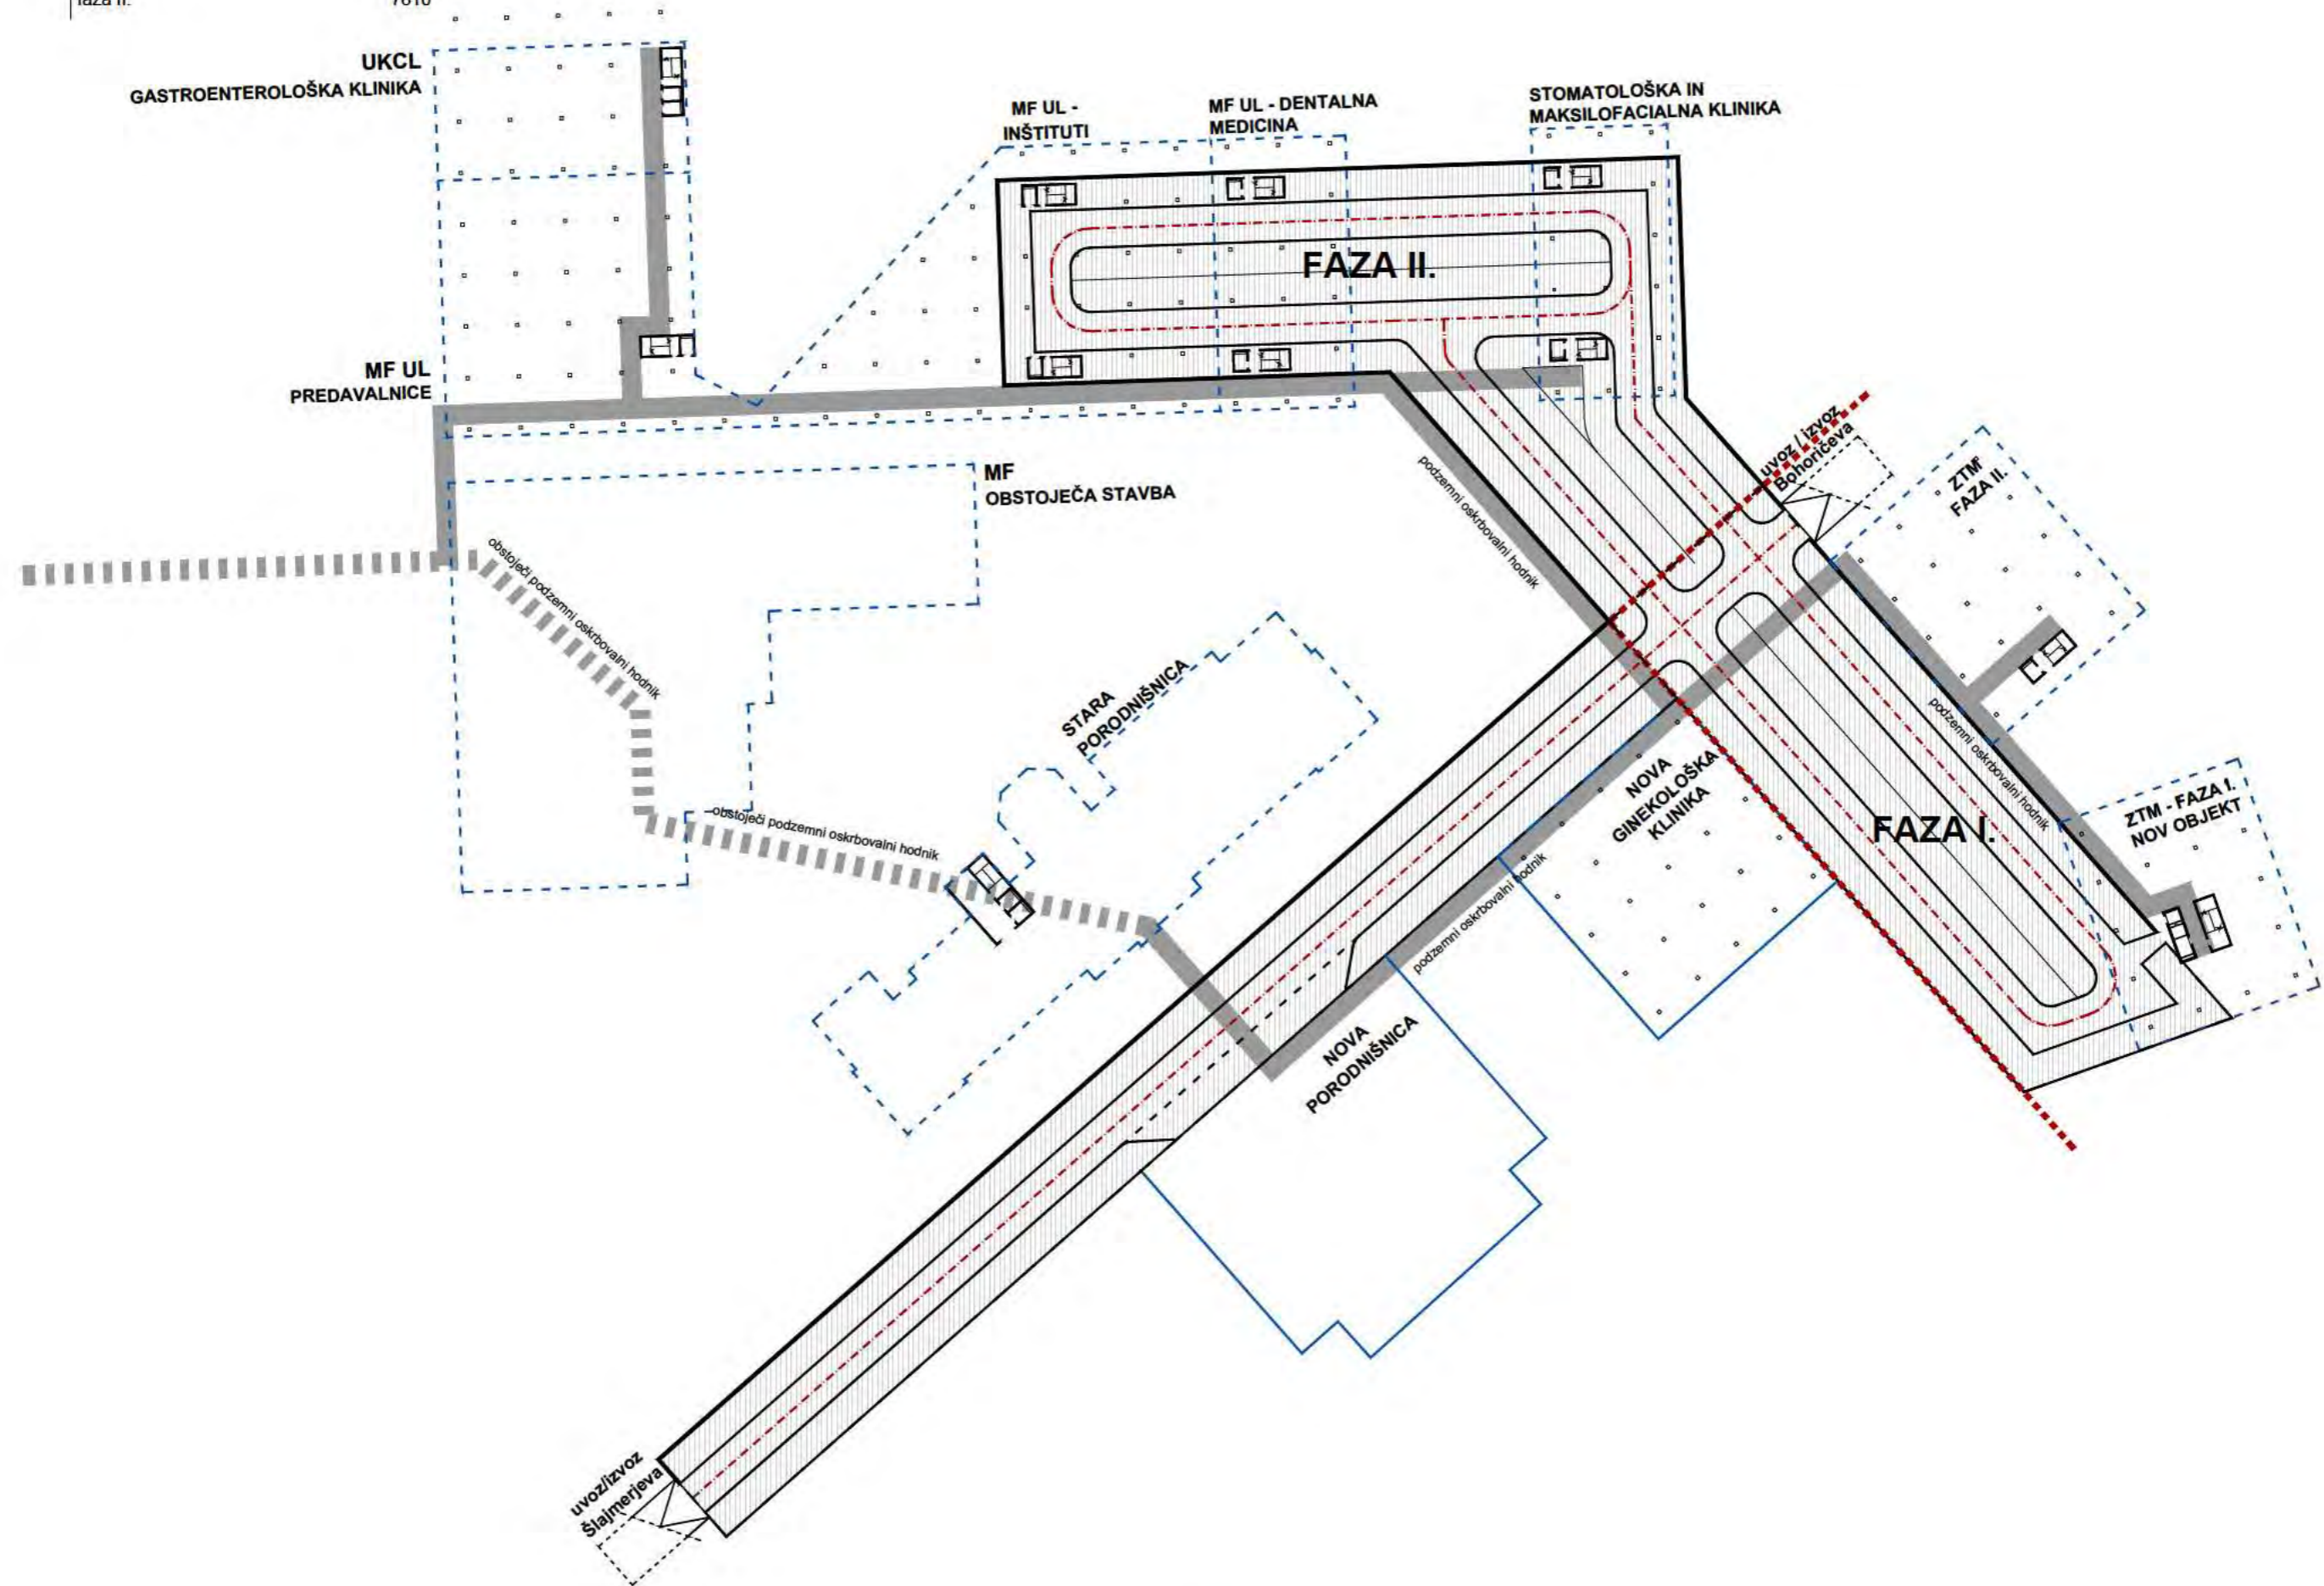 faza II. 7610
UKCL
GASTROENTEROLOŠKA KLINIKA
MF UL -
INŠTITUTI
MF UL - DENTALNA
MEDICINA
STOMATOLOŠKA IN
MAKSILOFACIALNA KLINIKA
FAZA II.
MF UL
PREDAVALNICE
uvoz / izvoz
Bohoričeva
ZTM
FAZA II.
MF
OBSTOJEČA STAVBA
podzemni oskrbovalni hodnik
obstoječi podzemni oskrbovalni hodnik
STARA
PORODNIŠNICA
podzemni oskrbovalni hodnik
NOVA
GINEKOLOŠKA
KLINIKA
FAZA I.
ZTM - FAZA I.
NOV OBJEKT
obstoječi podzemni oskrbovalni hodnik
podzemni oskrbovalni hodnik
NOVA
PORODNIŠNICA
uvoz/izvoz
Šlajmerjeva